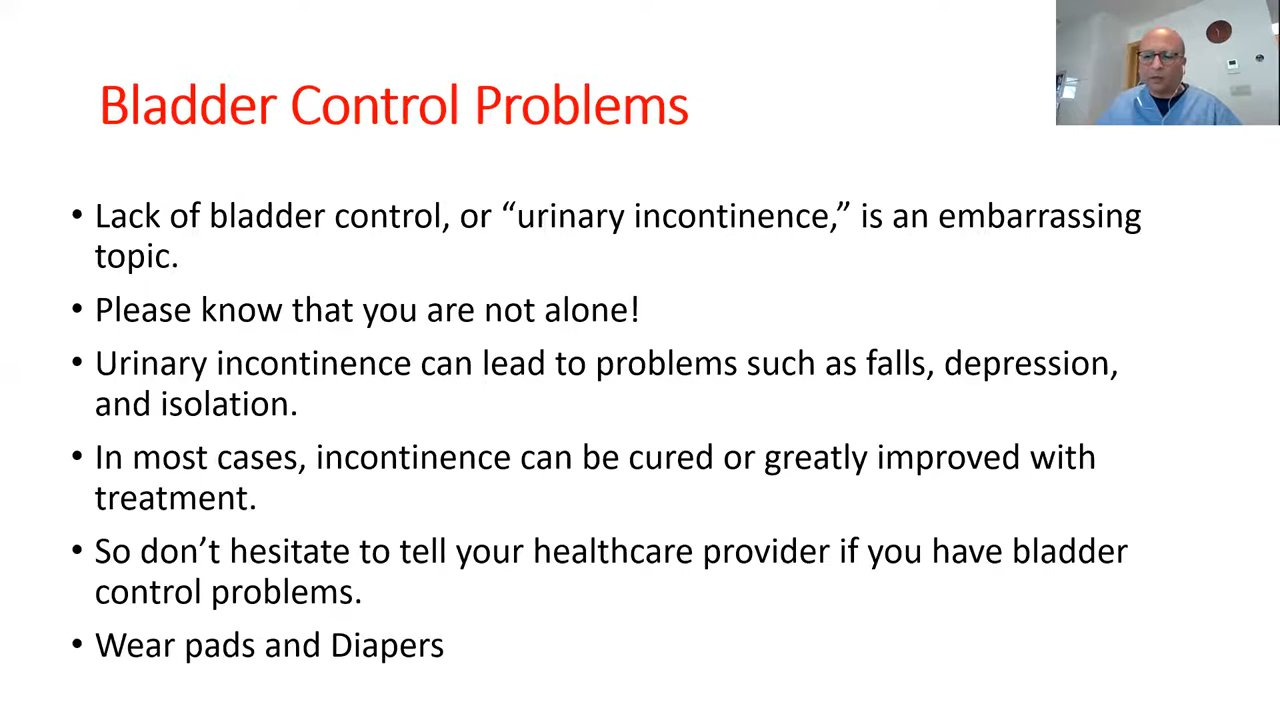 Bladder Control Problems
• Lack of bladder control, or “urinary incontinence,” is an embarrassing
topic.
• Please know that you are not alone!
• Urinary incontinence can lead to problems such as falls, depression,
and isolation.
• In most cases, incontinence can be cured or greatly improved with
treatment.
• So don’t hesitate to tell your healthcare provider if you have bladder
control problems.
• Wear pads and Diapers